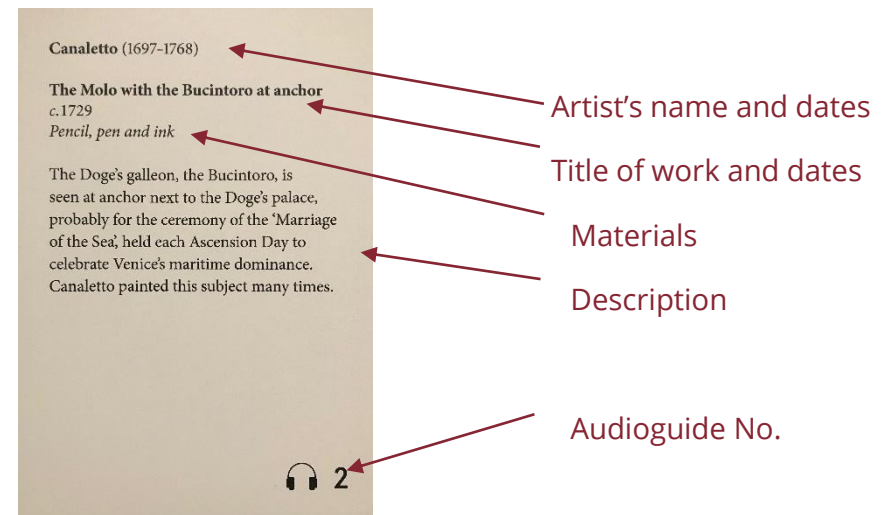 Canaletto (1697-1768)
The Molo with the Bucintoro at anchor
c.1729
Pencil, pen and ink
The Doge's galleon, the Bucintoro, is
seen at anchor next to the Doge's palace,
probably for the ceremony of the 'Marriage
of the Sea', held each Ascension Day to
celebrate Venice's maritime dominance.
Canaletto painted this subject many times.
2
Artist's name and dates
Title of work and dates
Materials
Description
Audioguide No.